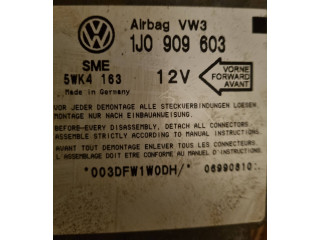 Airbag VW3
1J0 909 603
SME
5WK4 163
12V
VORNE
FORWARD
AVANT
Made in Germany
VOR JEDER DEMONTAGE ALLE STECKVERBINDUNGEN LOESEN.
MONTAGE NUR NACH EINBAUANWEISUNG.
BEFORE-EVERY DISASSEMBLY, DETACH ALL CONNECTORS
ASSEMBLE STRICTLY ACCORDING TO MANUAL INSTRUCTIONS.
AVANT TOUT DEMONTAGE ENLEVER TOUS LES CONNECTEURS.
L ASSEMBLAGE DOIT ETRE CONFORME AU MANUEL D INSTRUCTIONS
*003DFW1W0DH/